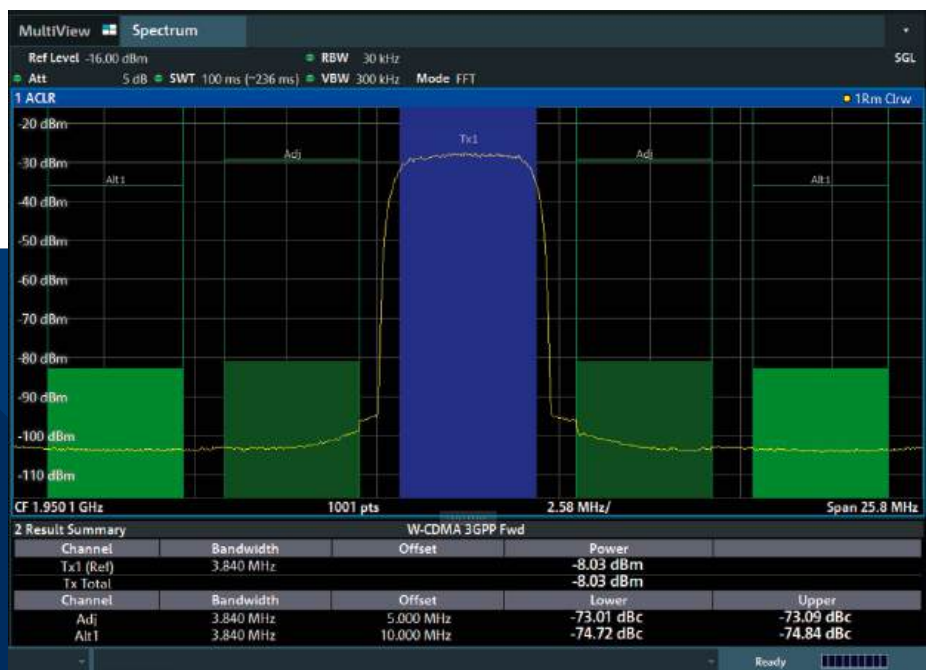 MultiView Spectrum
Ref Level -16.00 dBm RBW 30 kHz SGL
Att 5 dB SWT 100 ms (~236 ms) VBW 300 kHz Mode FFT
1 ACLR 1Rm Clrw
-20 dBm
Tx1
Adj Adj
-30 dBm
Alt1 Alt1
-40 dBm
-50 dBm
-60 dBm
-70 dBm
-80 dBm
-90 dBm
-100 dBm
-110 dBm
CF 1.950 1 GHz 1001 pts 2.58 MHz/ Span 25.8 MHz
2 Result Summary W-CDMA 3GPP Fwd
Channel Bandwidth Offset Power
Tx1 (Ref) 3.840 MHz -8.03 dBm
Tx Total -8.03 dBm
Channel Bandwidth Offset Lower Upper
Adj 3.840 MHz 5.000 MHz -73.01 dBc -73.09 dBc
Alt1 3.840 MHz 10.000 MHz -74.72 dBc -74.84 dBc
Ready